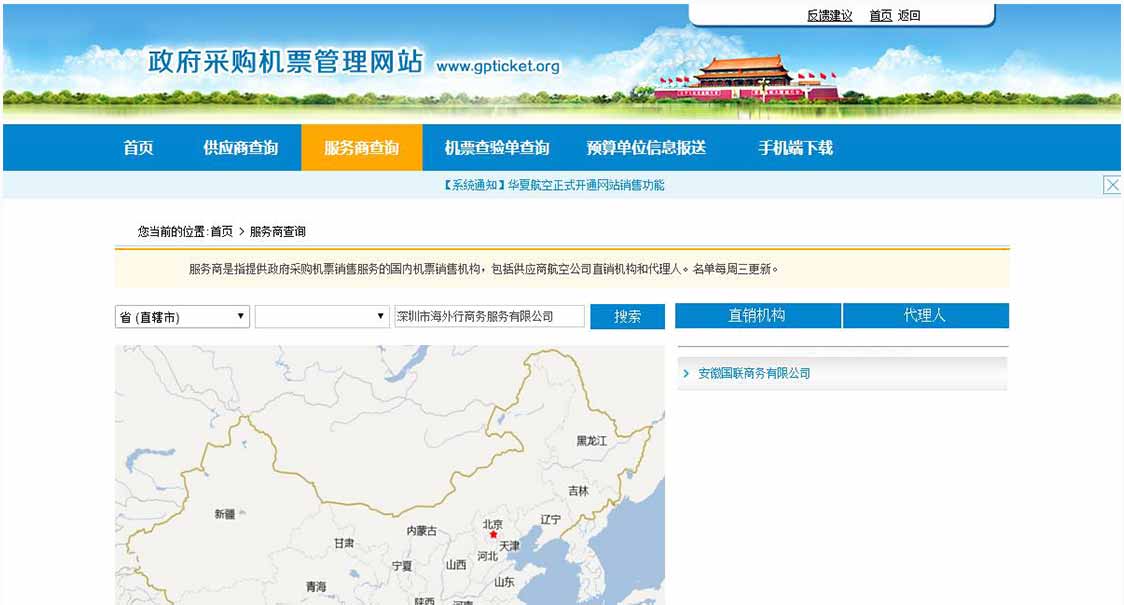 反馈建议 首页 返回
政府采购机票管理网站 www.gpticket.org
首页 供应商查询 服务商查询 机票查验单查询 预算单位信息报送 手机端下载
【系统通知】华夏航空正式开通网站销售功能
您当前的位置:首页 > 服务商查询
服务商是指提供政府采购机票销售服务的国内机票销售机构，包括供应商航空公司直销机构和代理人。名单每周三更新。
省 (直辖市) 深圳市海外行商务服务有限公司 搜索 直销机构 代理人
安徽国联商务有限公司
黑龙江
吉林
新疆
北京 辽宁
内蒙古
甘肃 天津
河北
宁夏 山西
山东
青海
陕西 河南